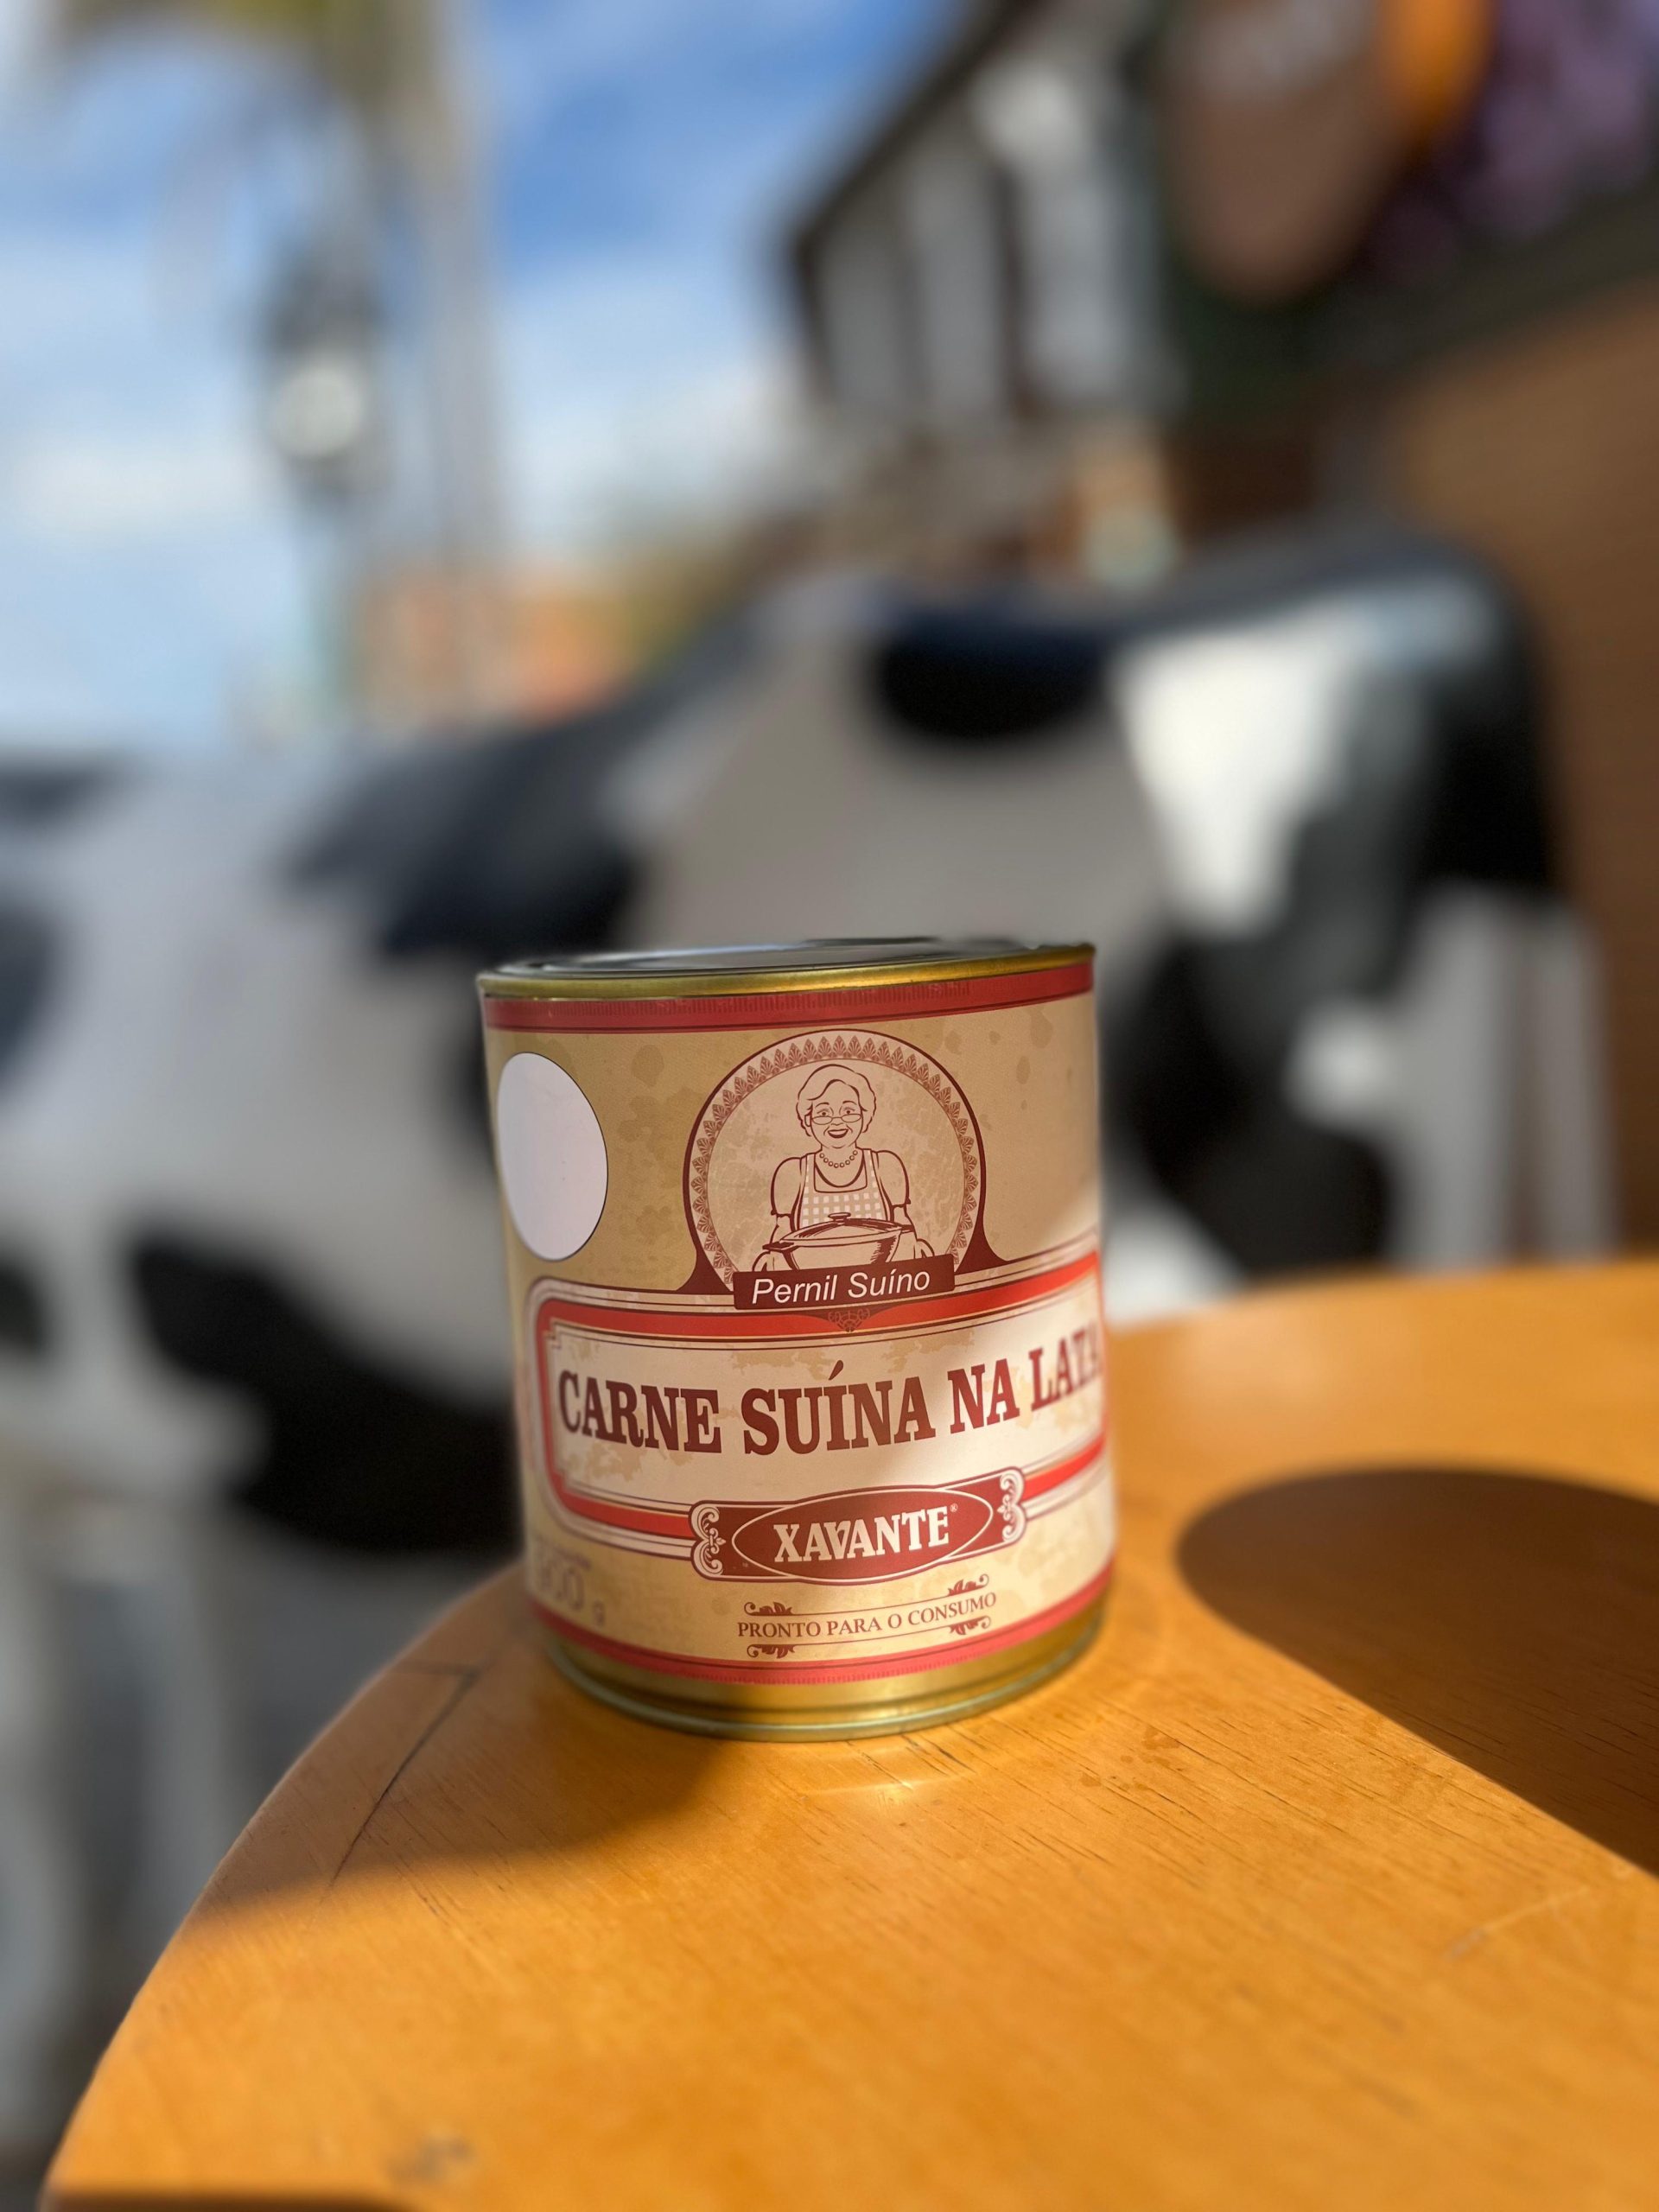 Pernil Suíno
CARNE SUÍNA NA LATA
XAVANTE®
PRONTO PARA O CONSUMO